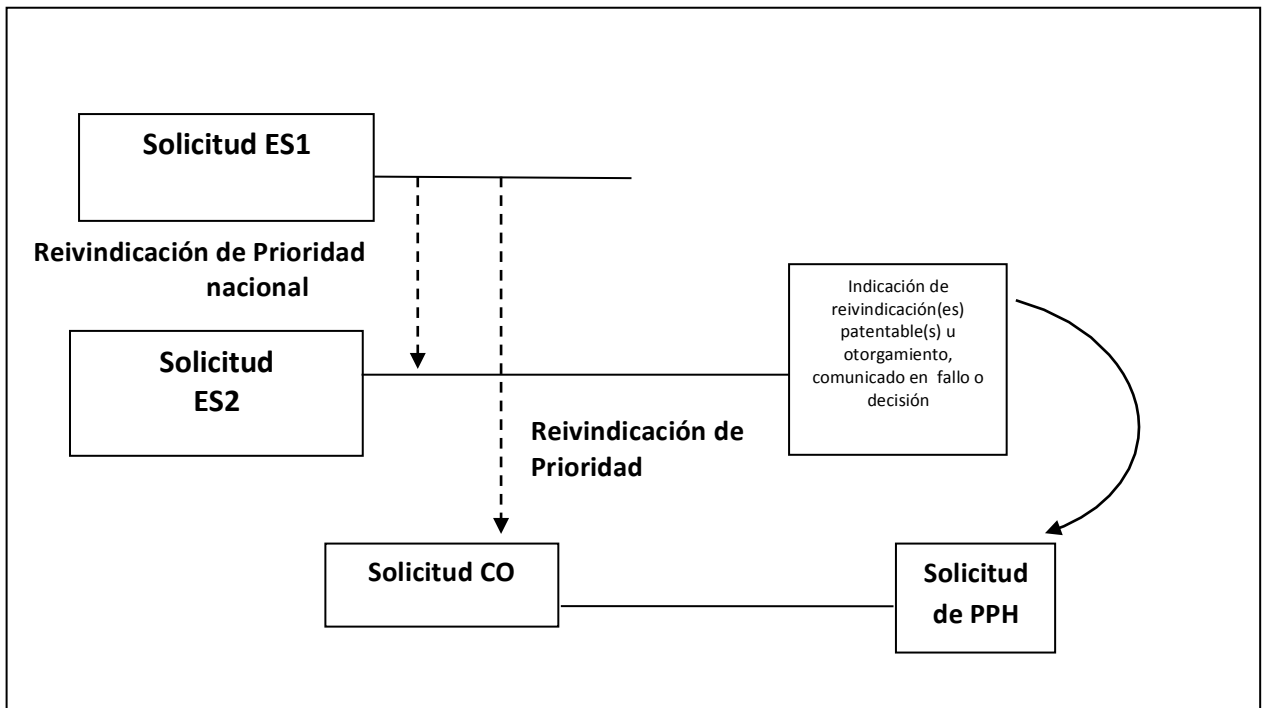 Solicitud ES1
Reivindicación de Prioridad
nacional
Solicitud
ES2
Indicación de
reivindicación(es)
patentable(s) u
otorgamiento,
comunicado en fallo o
decisión
Reivindicación de
Prioridad
Solicitud CO
Solicitud
de PPH